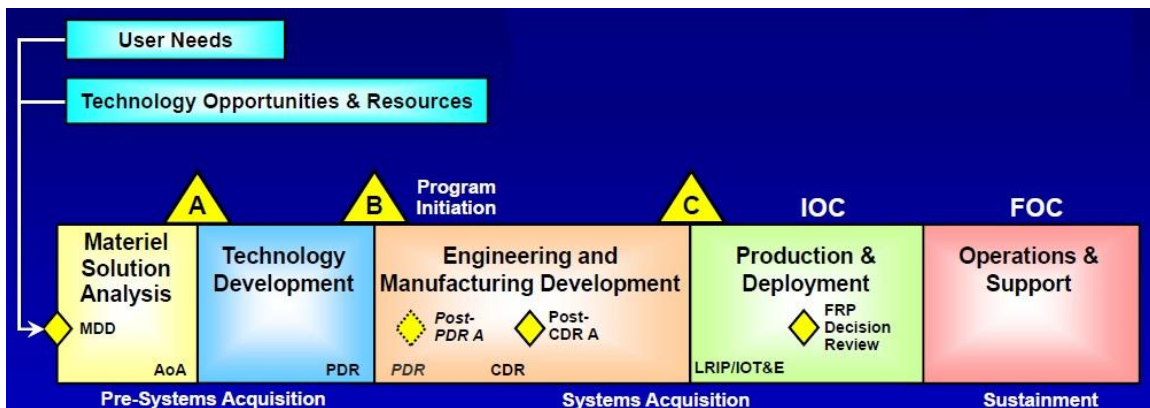 User Needs
Technology Opportunities & Resources
A
B
Program
Initiation
C
IOC
FOC
Materiel
Solution
Analysis
MDD
AoA
Technology
Development
PDR
Engineering and
Manufacturing Development
Post-
PDR A
Post-
CDR A
PDR
CDR
Production &
Deployment
FRP
Decision
Review
LRIP/IOT&E
Operations &
Support
Pre-Systems Acquisition
Systems Acquisition
Sustainment